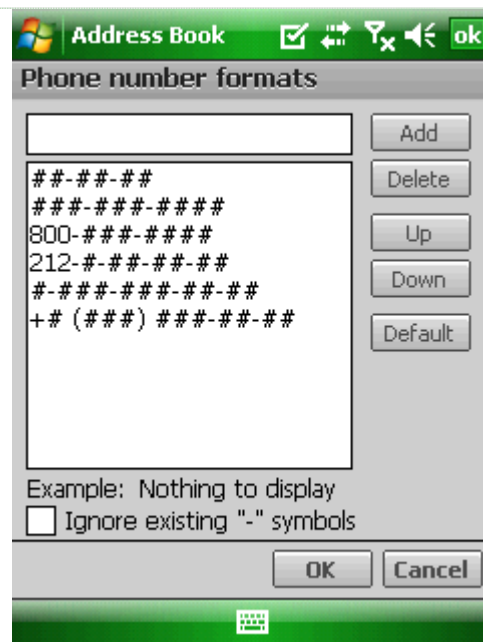 Address Book ok
Phone number formats
Add
##-##-## Delete
###-###-####
800-###-#### Up
212-#-##-##-##
#-###-###-##-## Down
+# (###) ###-##-##
Default
Example: Nothing to display
Ignore existing "-" symbols
OK Cancel